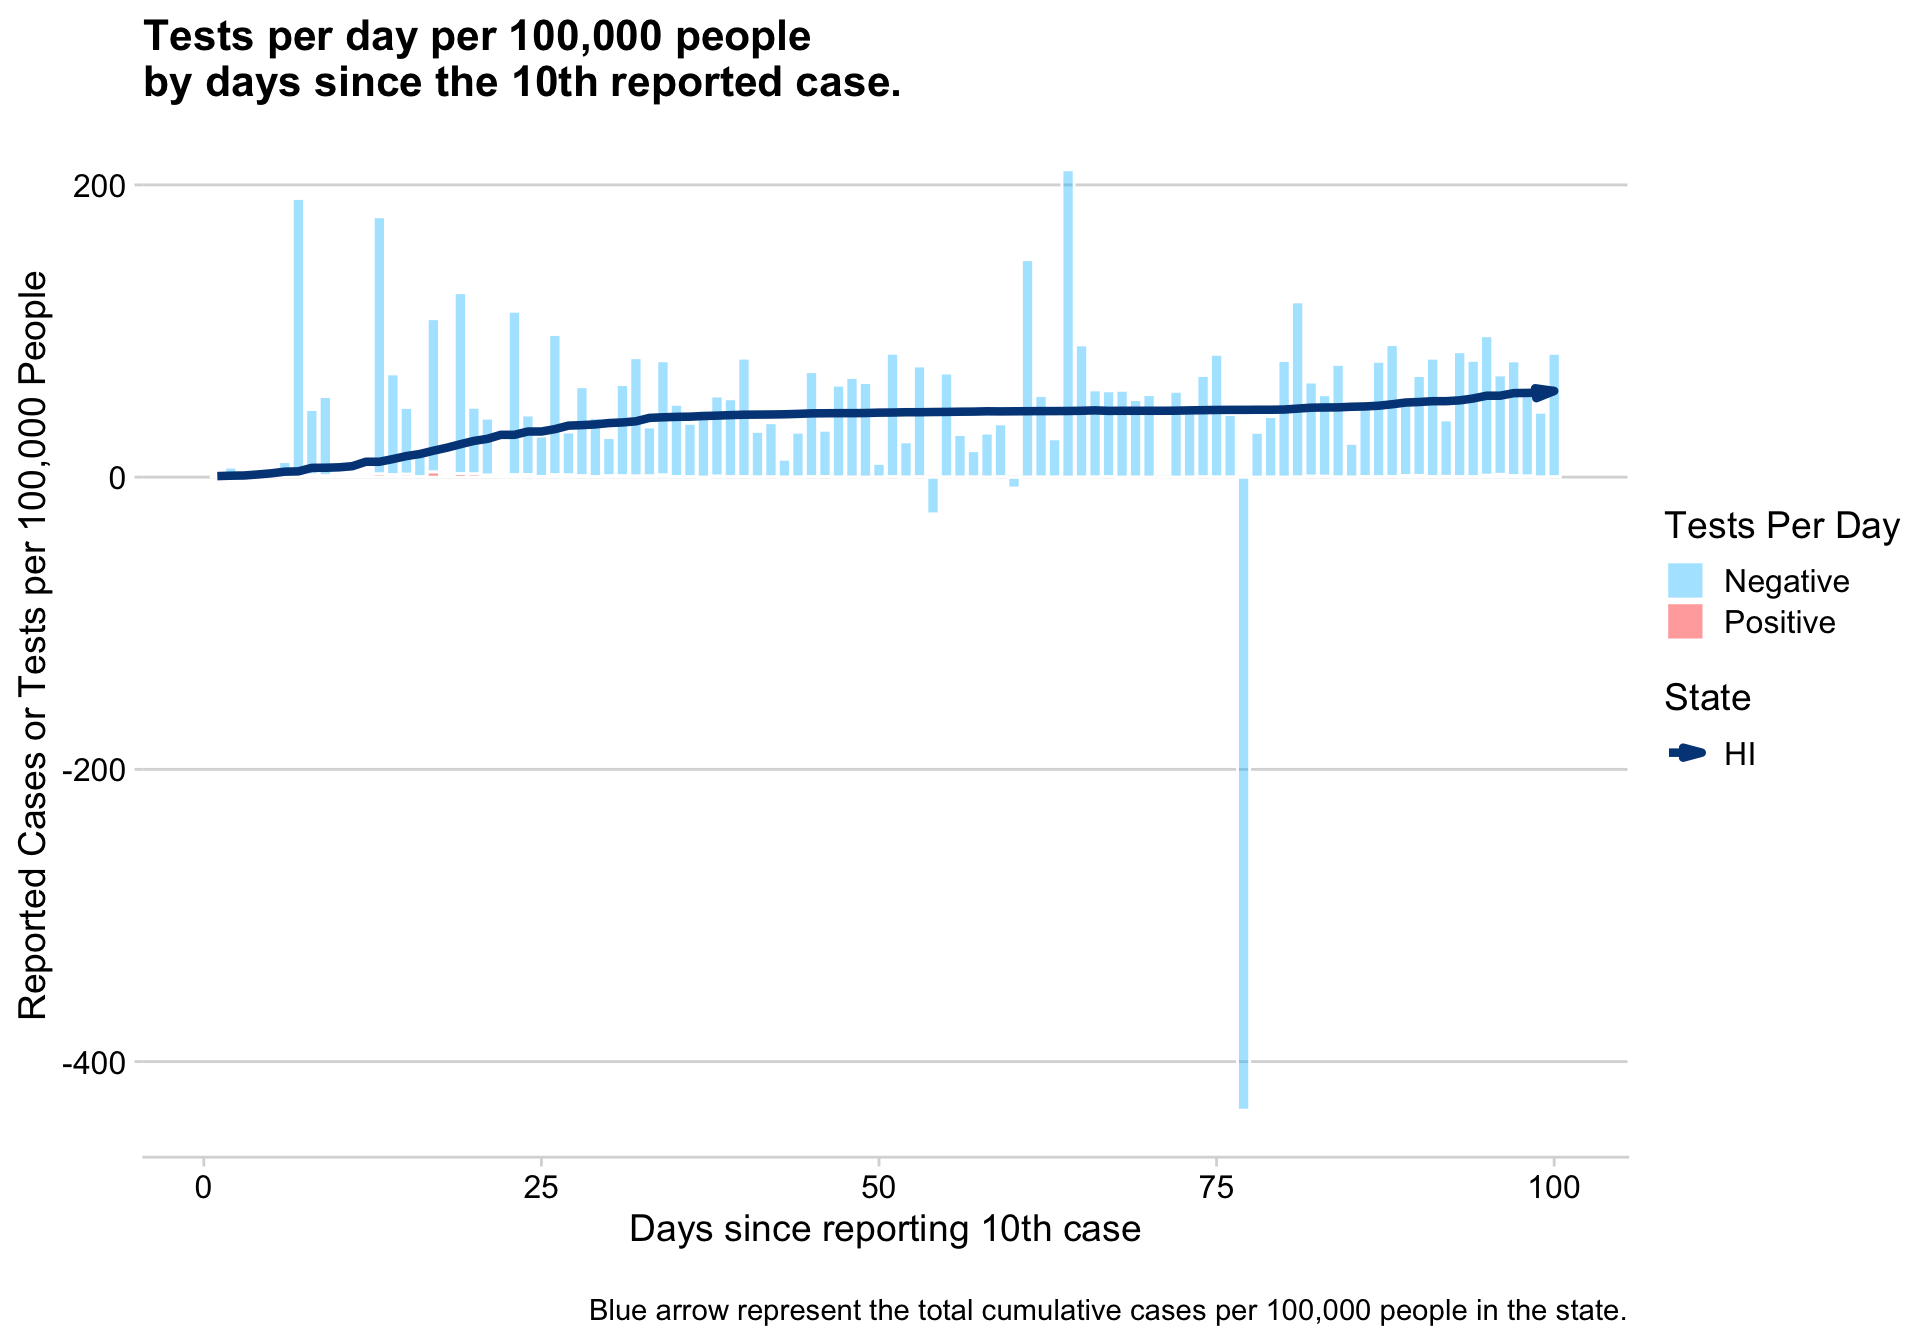 Tests per day per 100,000 people
by days since the 10th reported case.
Reported Cases or Tests per 100,000 People
200
0
-200
-400
0
25
50
75
100
Days since reporting 10th case
Tests Per Day
Negative
Positive
State
HI
Blue arrow represent the total cumulative cases per 100,000 people in the state.